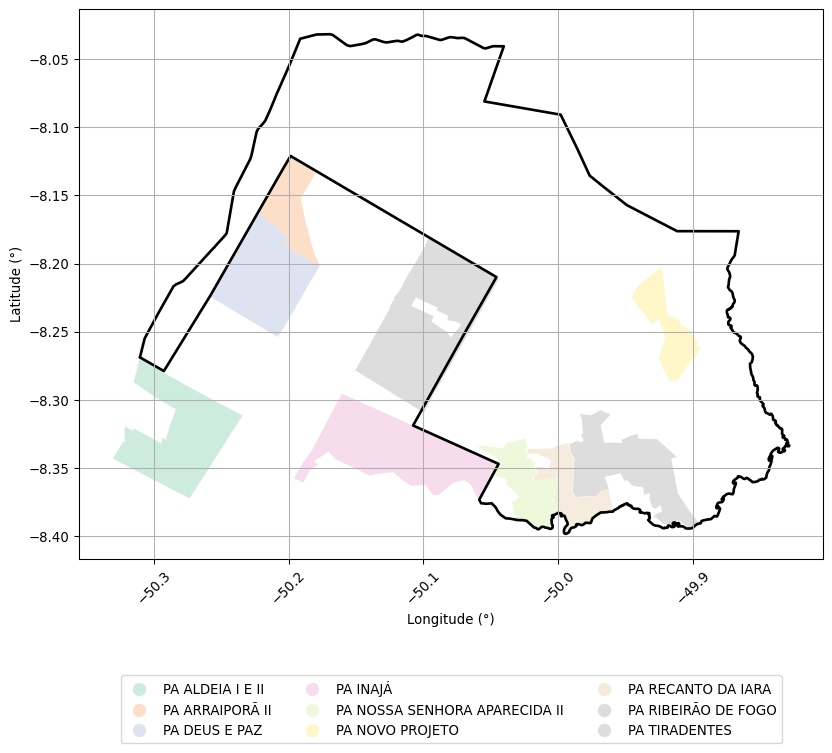 −8.05
−8.10
−8.15
−8.20
−8.25
−8.30
−8.35
−8.40
Latitude (°)
−50.3
−50.2
−50.1
−50.0
−49.9
Longitude (°)
PA ALDEIA I E II
PA ARRAIPORÃ II
PA DEUS E PAZ
PA INAJÁ
PA NOSSA SENHORA APARECIDA II
PA NOVO PROJETO
PA RECANTO DA IARA
PA RIBEIRÃO DE FOGO
PA TIRADENTES